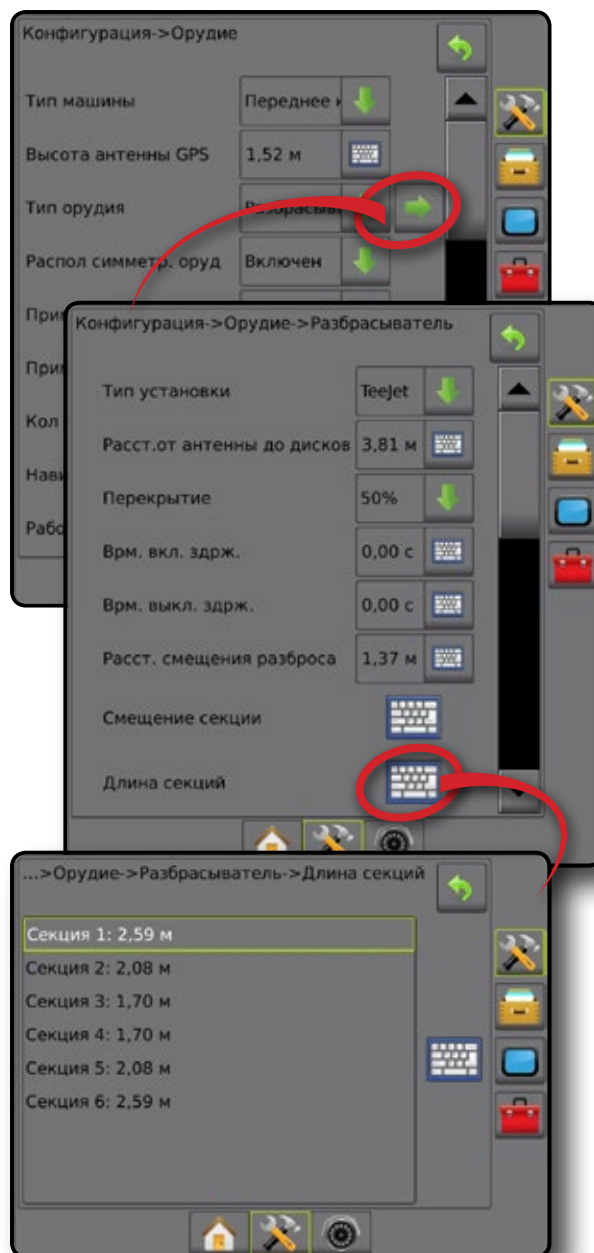 Конфигурация->Орудие
Тип машины Переднее
Высота антенны GPS 1,52 м
Тип орудия
Распол симметр. оруд Включен
Кол
Конфигурация->Орудие->Разбрасыватель
Тип установки TeeJet
Расст.от антенны до дисков 3,81 м
Перекрытие 50%
Врм. вкл. здрж. 0,00 с
Врм. выкл. здрж. 0,00 с
Расст. смещения разброса 1,37 м
Смещение секции
Длина секций
...>Орудие->Разбрасыватель->Длина секций
Секция 1: 2,59 м
Секция 2: 2,08 м
Секция 3: 1,70 м
Секция 4: 1,70 м
Секция 5: 2,08 м
Секция 6: 2,59 м